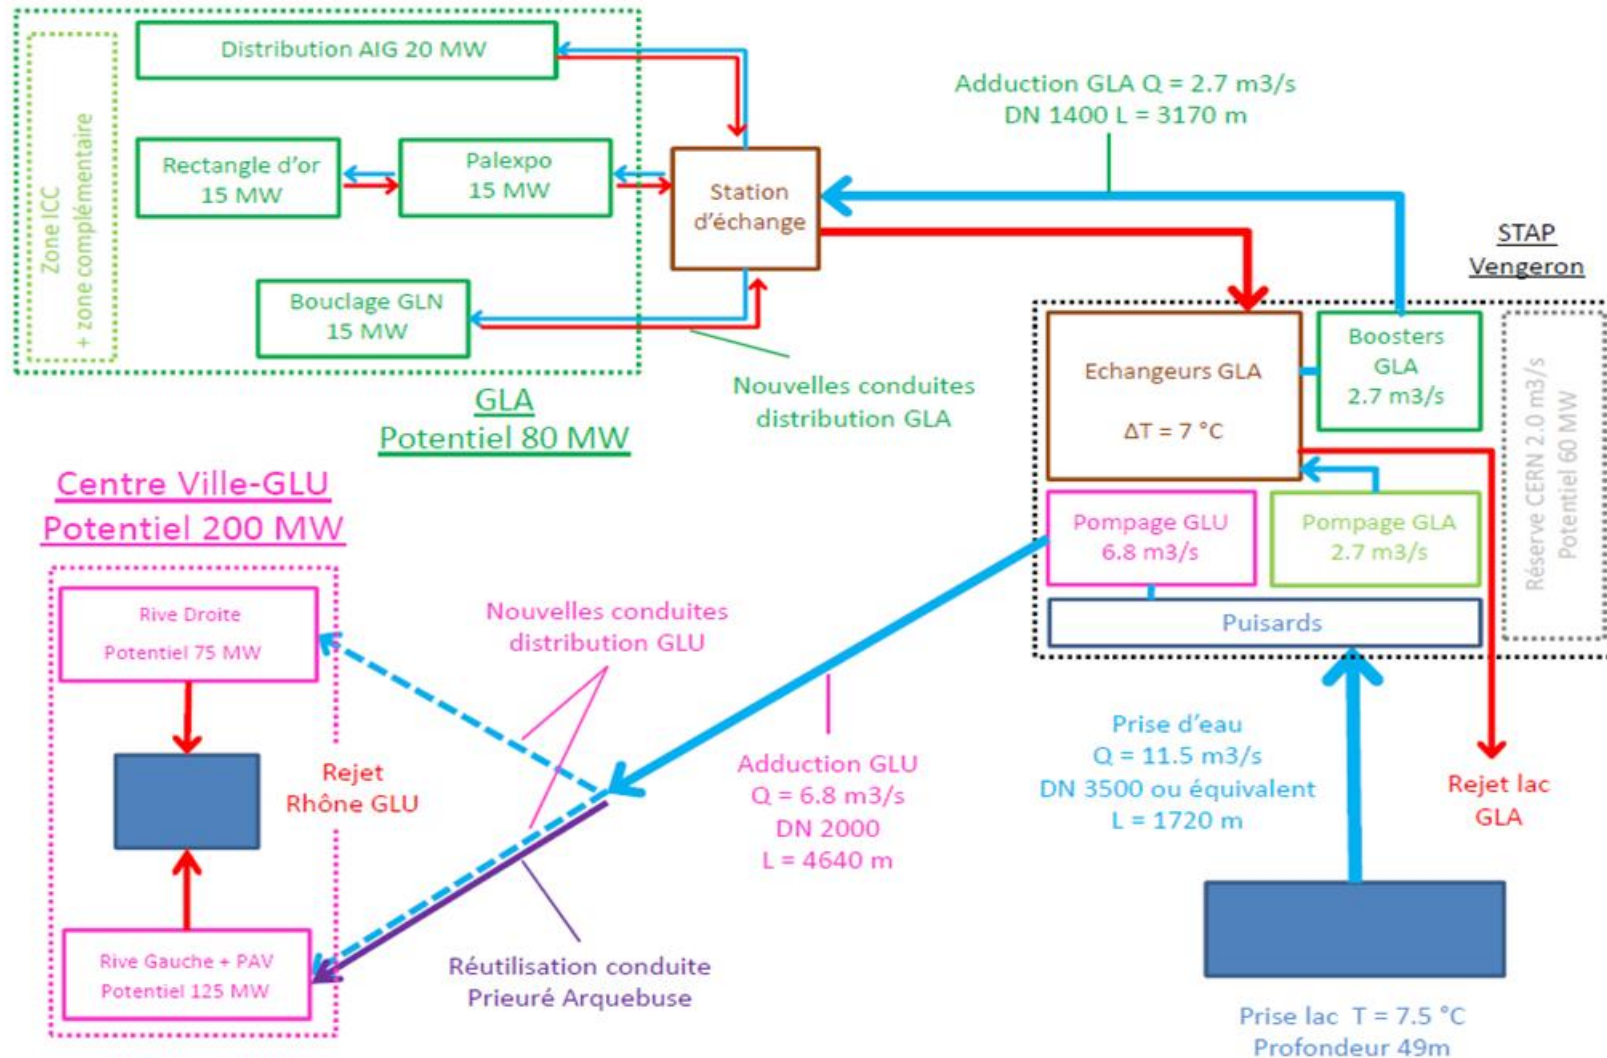 Distribution AIG 20 MW
Zone ICC
+ zone complémentaire
Rectangle d'or
15 MW
Palexpo
15 MW
Station
d'échange
Bouclage GLN
15 MW
Nouvelles conduites
distribution GLA
GLA
Potentiel 80 MW
Adduction GLA Q = 2.7 m3/s
DN 1400 L = 3170 m
STAP
Vengeron
Echangeurs GLA
ΔT = 7 °C
Boosters
GLA
2.7 m3/s
Réserve CERN 2.0 m3/s
Potentiel 60 MW
Pompage GLU
6.8 m3/s
Pompage GLA
2.7 m3/s
Puisards
Centre Ville-GLU
Potentiel 200 MW
Rive Droite
Potentiel 75 MW
Nouvelles conduites
distribution GLU
Rejet
Rhône GLU
Adduction GLU
Q = 6.8 m3/s
DN 2000
L = 4640 m
Prise d'eau
Q = 11.5 m3/s
DN 3500 ou équivalent
L = 1720 m
Rejet lac
GLA
Rive Gauche + PAV
Potentiel 125 MW
Réutilisation conduite
Prieuré Arquebuse
Prise lac T = 7.5 °C
Profondeur 49m